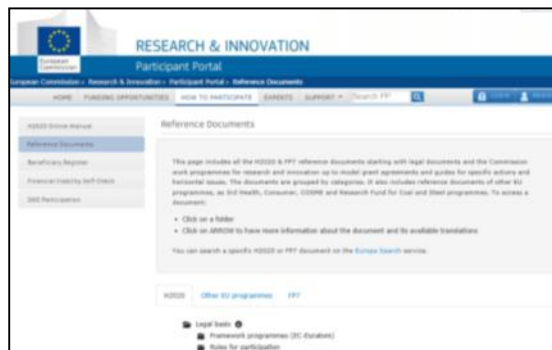 RESEARCH & INNOVATION
European Commission
Participant Portal
European Commission > Research & Innovation > Participant Portal > Reference Documents
HOME FUNDING OPPORTUNITIES HOW TO PARTICIPATE EXPERTS SUPPORT Search PP
LOGIN
H2020 Online Manual
Reference Documents
Beneficiary Register
Financial Viability Self-Check
SME Participation
Reference Documents
This page includes all the H2020 & FP7 reference documents starting with legal documents and the Commission
work programmes for research and innovation up to model grant agreements and guides for specific actions and
horizontal issues. The documents are grouped by categories. It also includes reference documents of other EU
programmes, as 3rd Health, Consumer, COSME and Research Fund for Coal and Steel programmes. To access a
document:
• Click on a folder
• Click on ARROW to have more information about the document and its available translations
You can search a specific H2020 or FP7 document on the Europa Search service.
H2020 Other EU programmes FP7
Legal basis
Framework programmes (EC
Rules for participation